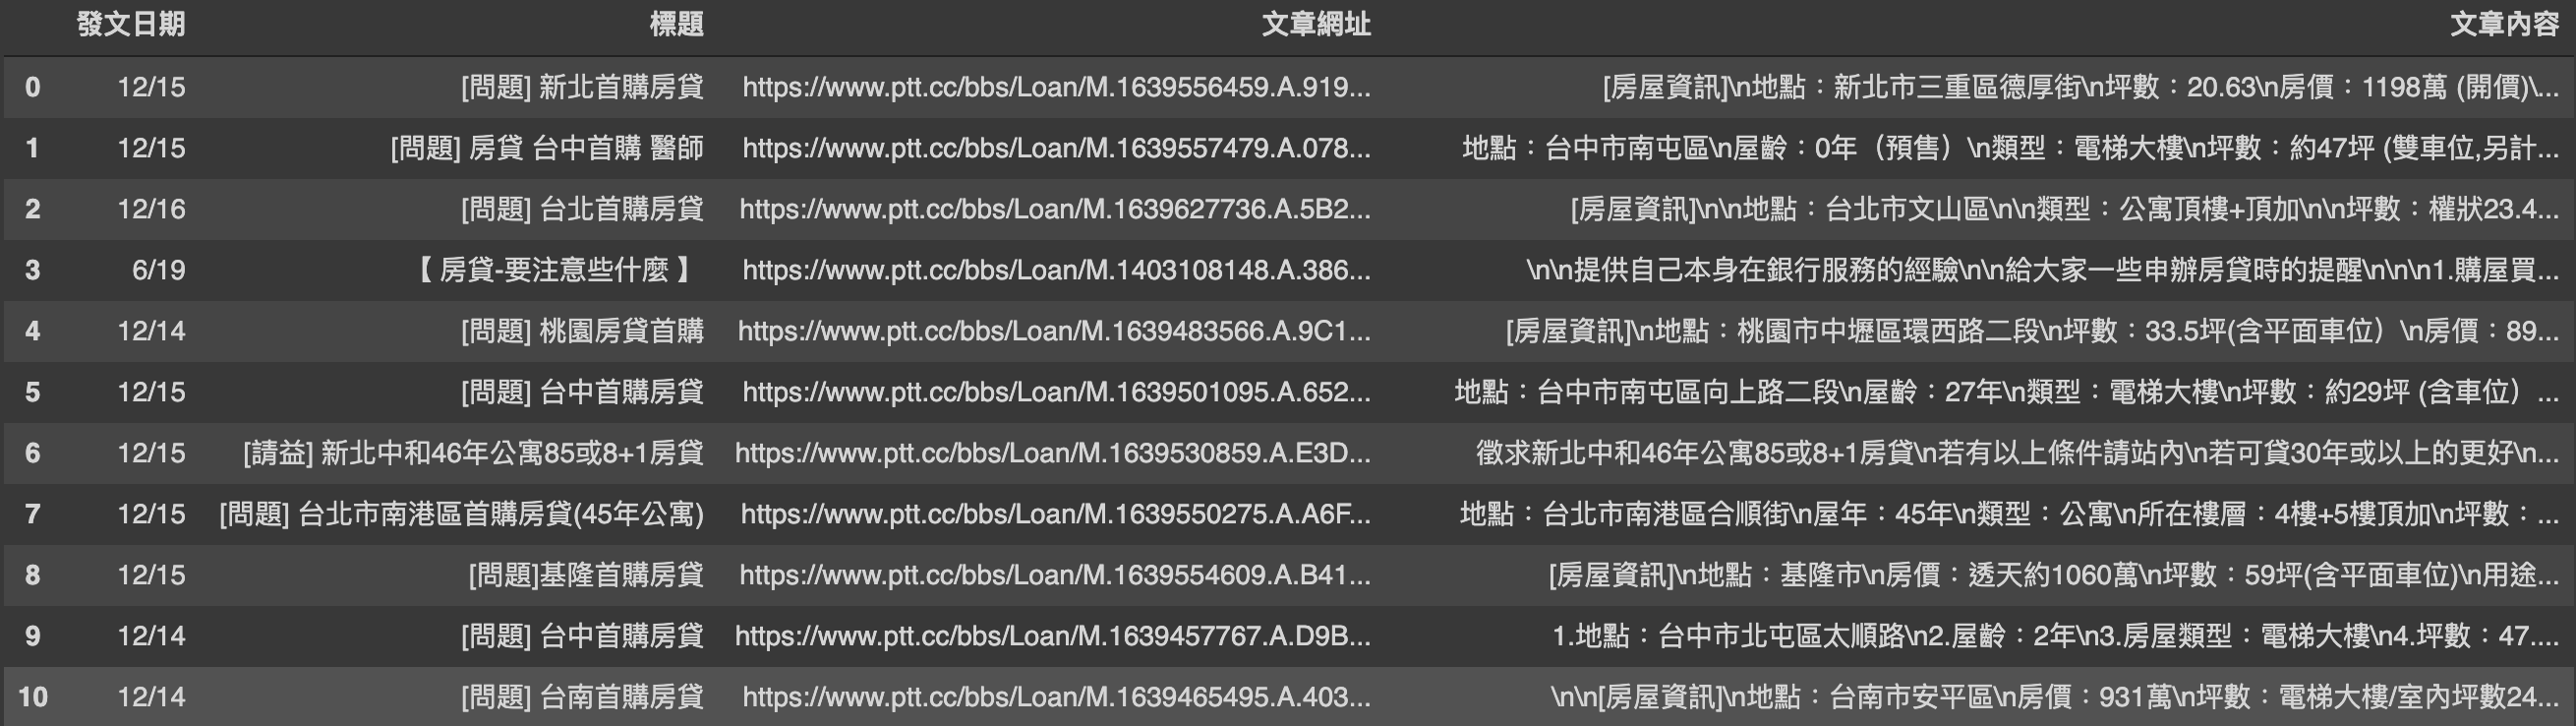 發文日期 標題 文章網址 文章內容
0 12/15 [問題] 新北首購房貸 https://www.ptt.cc/bbs/Loan/M.1639556459.A.919... [房屋資訊]\n地點：新北市三重區德厚街\n坪數：20.63\n房價：1198萬 (開價)\...
1 12/15 [問題] 房貸 台中首購 醫師 https://www.ptt.cc/bbs/Loan/M.1639557479.A.078... 地點：台中市南屯區\n屋齡：0年（預售）\n類型：電梯大樓\n坪數：約47坪 (雙車位,另計...
2 12/16 [問題] 台北首購房貸 https://www.ptt.cc/bbs/Loan/M.1639627736.A.5B2... [房屋資訊]\n\n地點：台北市文山區\n\n類型：公寓頂樓+頂加\n\n坪數：權狀23.4...
3 6/19 【 房貸-要注意些什麼 】 https://www.ptt.cc/bbs/Loan/M.1403108148.A.386... \n\n提供自己本身在銀行服務的經驗\n\n給大家一些申辦房貸時的提醒\n\n\n1.購屋買...
4 12/14 [問題] 桃園房貸首購 https://www.ptt.cc/bbs/Loan/M.1639483566.A.9C1... [房屋資訊]\n地點：桃園市中壢區環西路二段\n坪數：33.5坪(含平面車位）\n房價：89...
5 12/15 [問題] 台中首購房貸 https://www.ptt.cc/bbs/Loan/M.1639501095.A.652... 地點：台中市南屯區向上路二段\n屋齡：27年\n類型：電梯大樓\n坪數：約29坪 (含車位）...
6 12/15 [請益] 新北中和46年公寓85或8+1房貸 https://www.ptt.cc/bbs/Loan/M.1639530859.A.E3D... 徵求新北中和46年公寓85或8+1房貸\n若有以上條件請站內\n若可貸30年或以上的更好\n...
7 12/15 [問題] 台北市南港區首購房貸(45年公寓) https://www.ptt.cc/bbs/Loan/M.1639550275.A.A6F... 地點：台北市南港區合順街\n屋年：45年\n類型：公寓\n所在樓層：4樓+5樓頂加\n坪數：...
8 12/15 [問題]基隆首購房貸 https://www.ptt.cc/bbs/Loan/M.1639554609.A.B41... [房屋資訊]\n地點：基隆市\n房價：透天約1060萬\n坪數：59坪(含平面車位)\n用途...
9 12/14 [問題] 台中首購房貸 https://www.ptt.cc/bbs/Loan/M.1639457767.A.D9B... 1.地點：台中市北屯區太順路\n2.屋齡：2年\n3.房屋類型：電梯大樓\n4.坪數：47....
10 12/14 [問題] 台南首購房貸 https://www.ptt.cc/bbs/Loan/M.1639465495.A.403... \n\n[房屋資訊]\n地點：台南市安平區\n房價：931萬\n坪數：電梯大樓/室內坪數24...